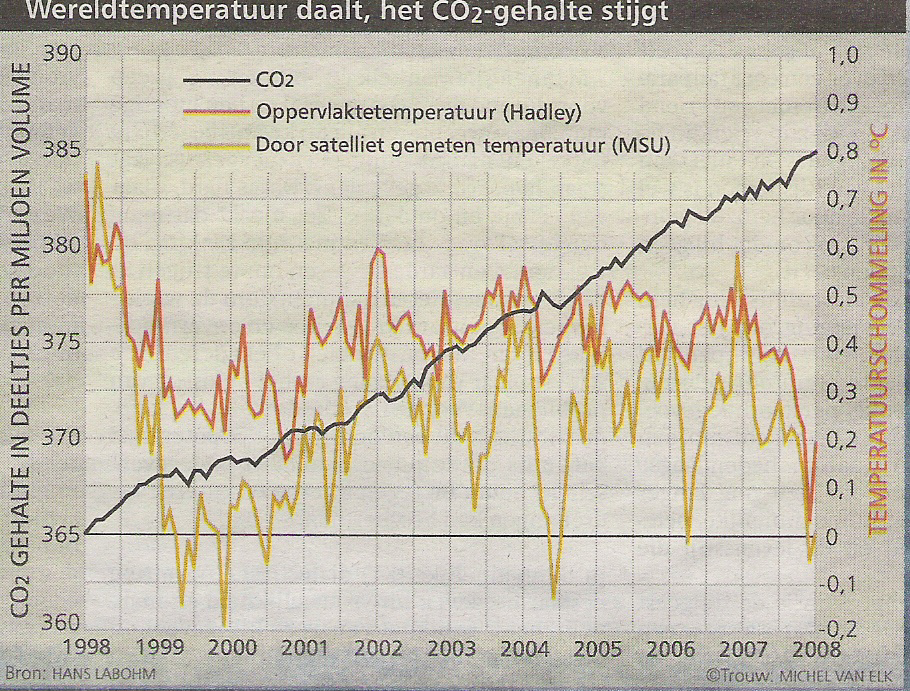 Wereldtemperatuur daalt, het CO2-gehalte stijgt
CO2 GEHALTE IN DEELTJES PER MILJOEN VOLUME
390
385
380
375
370
365
360
CO2
Oppervlaktetemperatuur (Hadley)
Door satelliet gemeten temperatuur (MSU)
1,0
0,9
0,8
0,7
0,6
0,5
0,4
0,3
0,2
0,1
0
-0,1
-0,2
TEMPERATUURSCHOMMELING IN °C
1998 1999 2000 2001 2002 2003 2004 2005 2006 2007 2008
Bron: HANS LABOHM
©Trouw: MICHEL VAN ELK